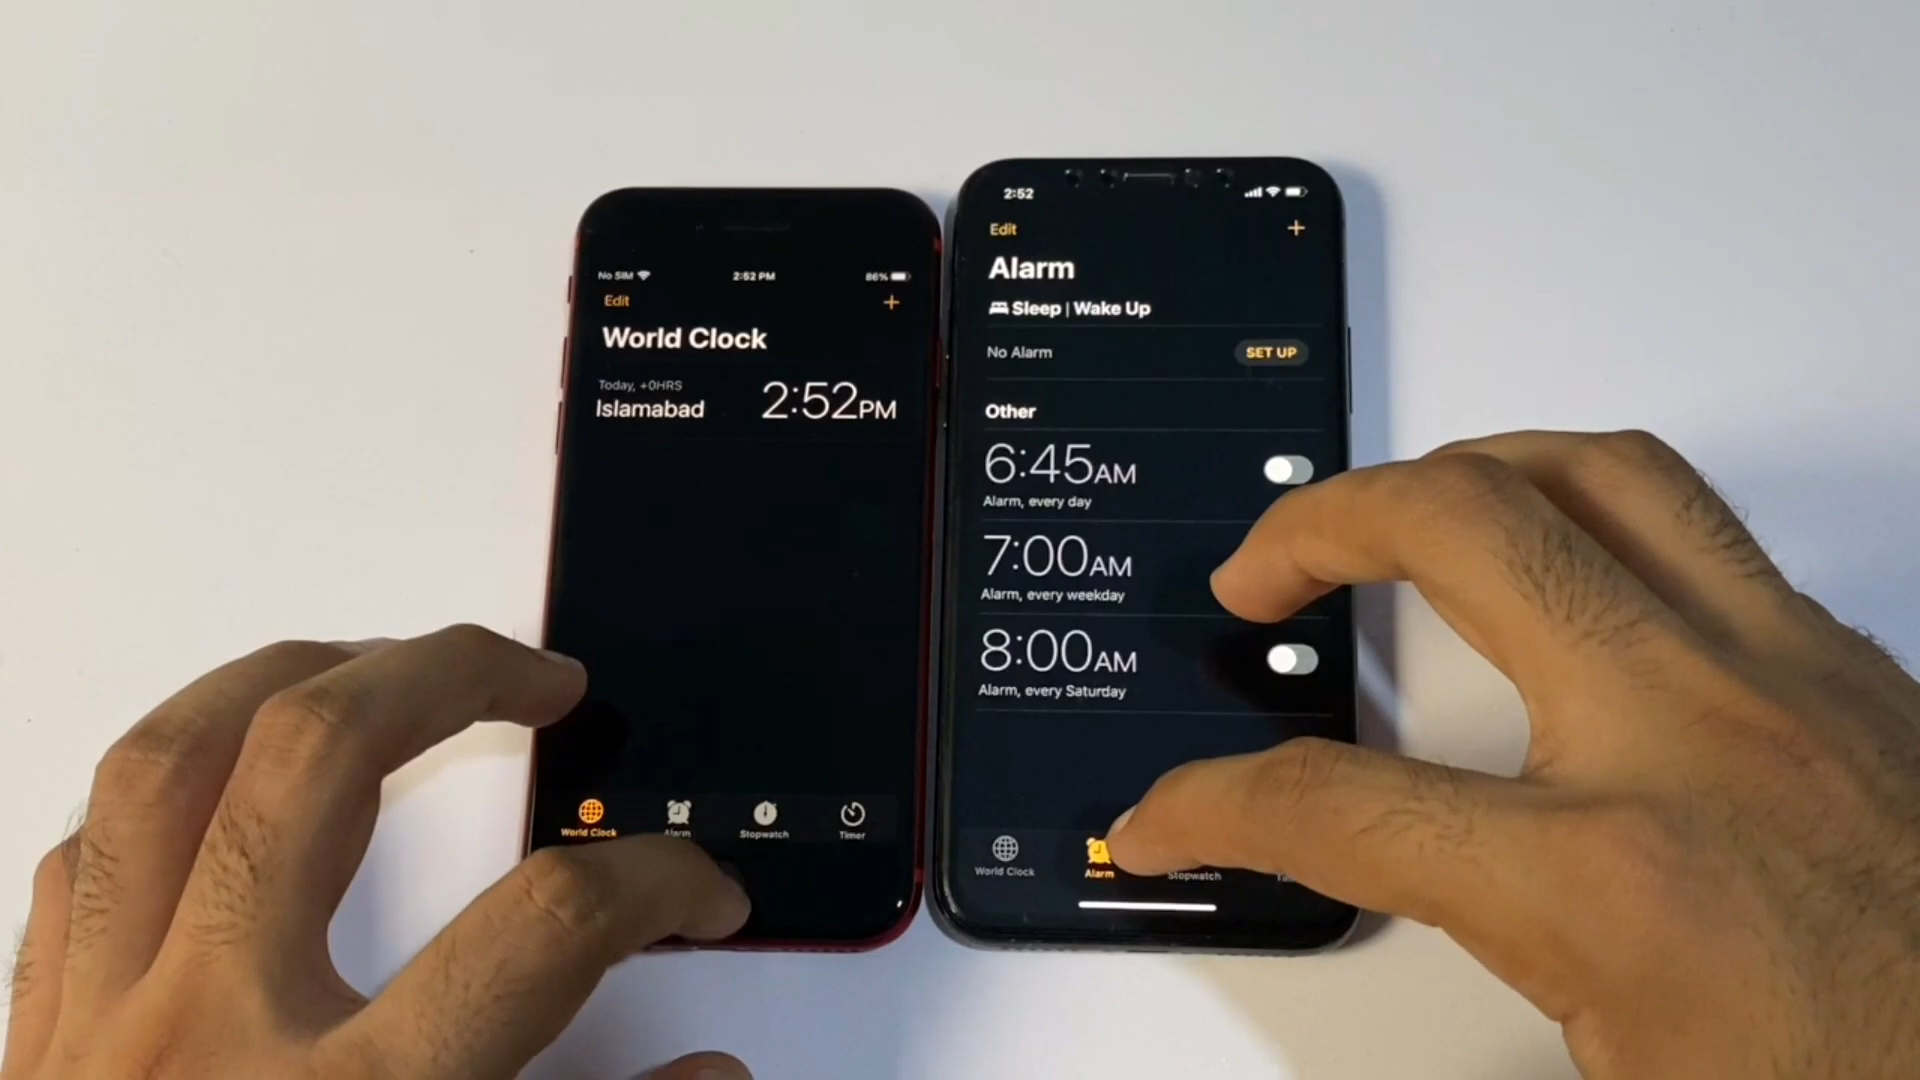 No SIM 2:52 PM 86%
Edit +
World Clock
Today, +0HRS
Islamabad 2:52PM
World Clock Alarm Stopwatch Timer
2:52
Edit +
Alarm
Sleep | Wake Up
No Alarm SET UP
Other
6:45AM
Alarm, every day
7:00AM
Alarm, every weekday
8:00AM
Alarm, every Saturday
World Clock Alarm Stopwatch